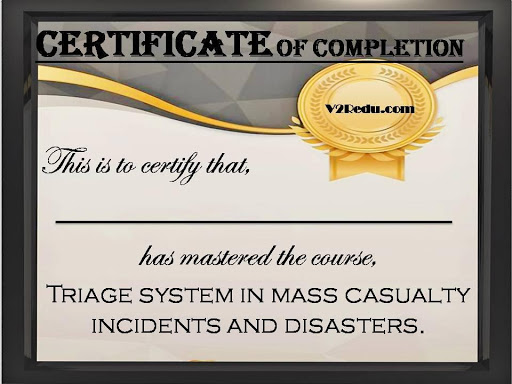 CERTIFICATE OF COMPLETION
V2Redu.com
This is to certify that,
has mastered the course,
TRIAGE SYSTEM IN MASS CASUALTY
INCIDENTS AND DISASTERS.